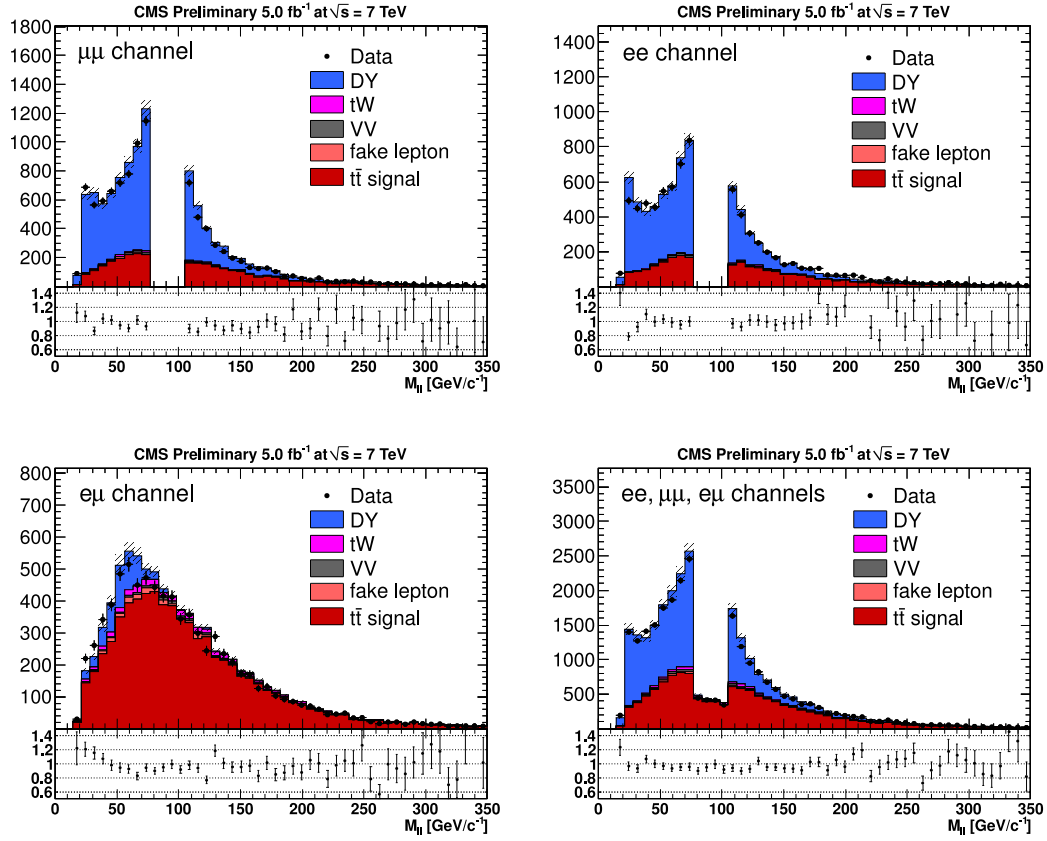 CMS Preliminary 5.0 fb⁻¹ at √s = 7 TeV
μμ channel
Data
DY
tW
VV
fake lepton
tt̄ signal
1800
1600
1400
1200
1000
800
600
400
200
1.4
1.2
1
0.8
0.6
0 50 100 150 200 250 300 350
M_ll [GeV/c⁻¹]
CMS Preliminary 5.0 fb⁻¹ at √s = 7 TeV
ee channel
Data
DY
tW
VV
fake lepton
tt̄ signal
1400
1200
1000
800
600
400
200
1.4
1.2
1
0.8
0.6
0 50 100 150 200 250 300 350
M_ll [GeV/c⁻¹]
CMS Preliminary 5.0 fb⁻¹ at √s = 7 TeV
eμ channel
Data
DY
tW
VV
fake lepton
tt̄ signal
800
700
600
500
400
300
200
100
1.4
1.2
1
0.8
0.6
0 50 100 150 200 250 300 350
M_ll [GeV/c⁻¹]
CMS Preliminary 5.0 fb⁻¹ at √s = 7 TeV
ee, μμ, eμ channels
Data
DY
tW
VV
fake lepton
tt̄ signal
3500
3000
2500
2000
1500
1000
500
1.4
1.2
1
0.8
0.6
0 50 100 150 200 250 300 350
M_ll [GeV/c⁻¹]